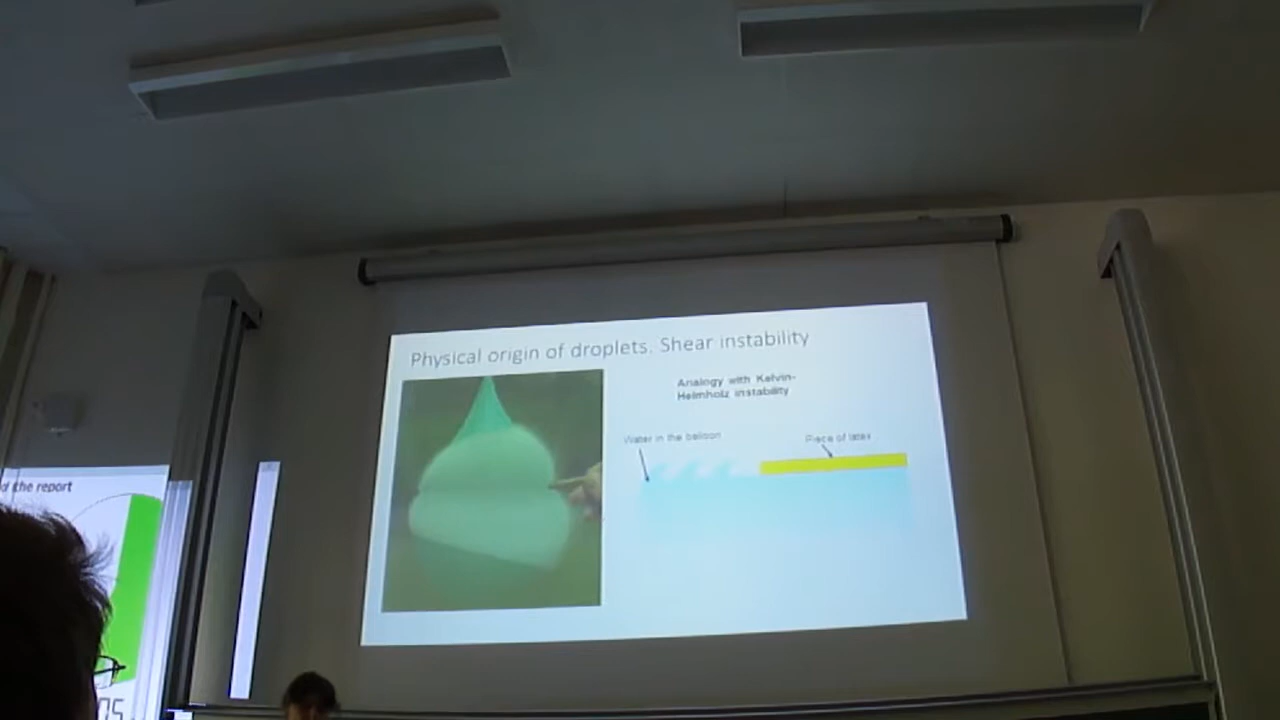 Physical origin of droplets. Shear instability
Analogy with Kelvin-
Helmholz instability
Water in the balloon
Piece of latex
the report